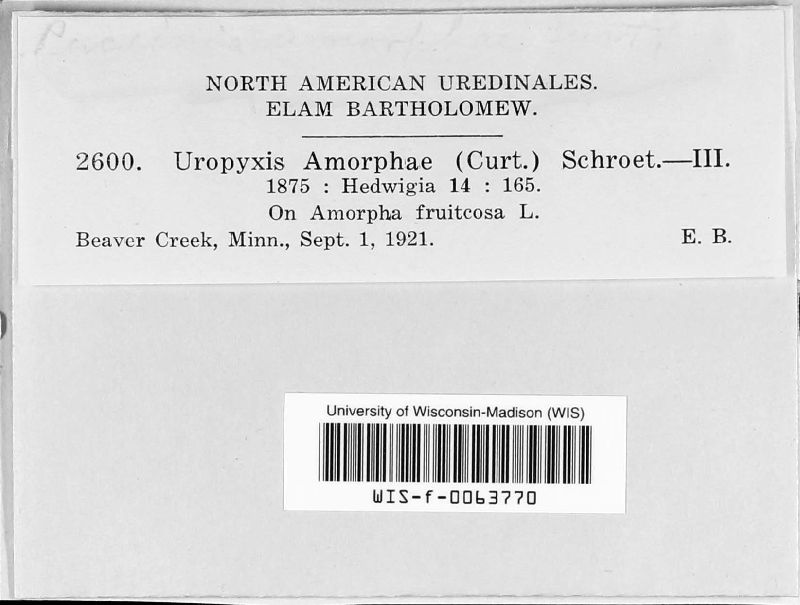 NORTH AMERICAN UREDINALES.
ELAM BARTHOLOMEW.
2600. Uropyxis Amorphae (Curt.) Schroet.—III.
1875 : Hedwigia 14 : 165.
On Amorpha fruitcosa L.
Beaver Creek, Minn., Sept. 1, 1921. E. B.
University of Wisconsin-Madison (WIS)
WIS-f-0063770